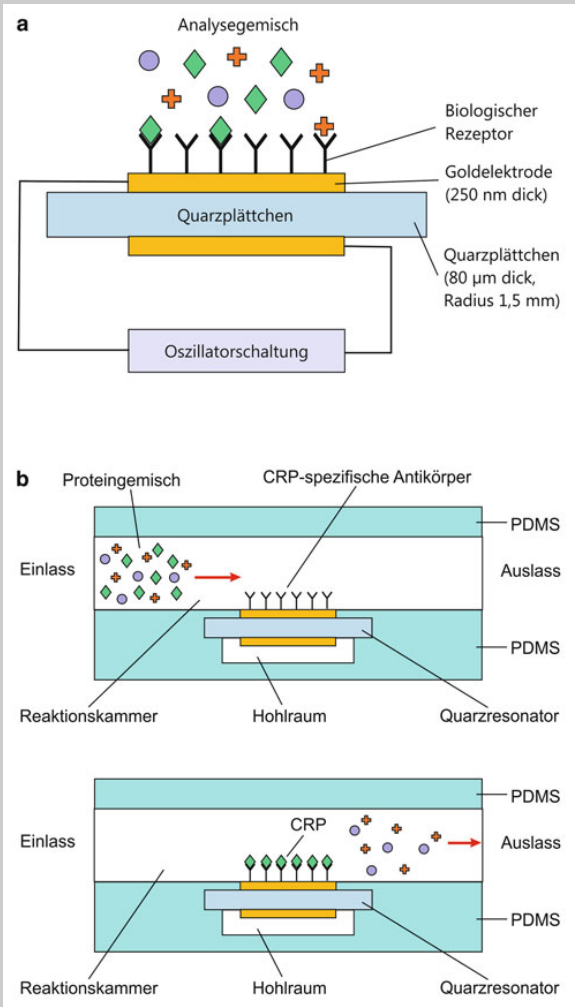 a
Analysegemisch
Biologischer
Rezeptor
Goldelektrode
(250 nm dick)
Quarzplättchen
Quarzplättchen
(80 µm dick,
Radius 1,5 mm)
Oszillatorschaltung
b
Proteingemisch
CRP-spezifische Antikörper
PDMS
Einlass
Auslass
PDMS
Reaktionskammer
Hohlraum
Quarzresonator
PDMS
CRP
Einlass
Auslass
PDMS
Reaktionskammer
Hohlraum
Quarzresonator